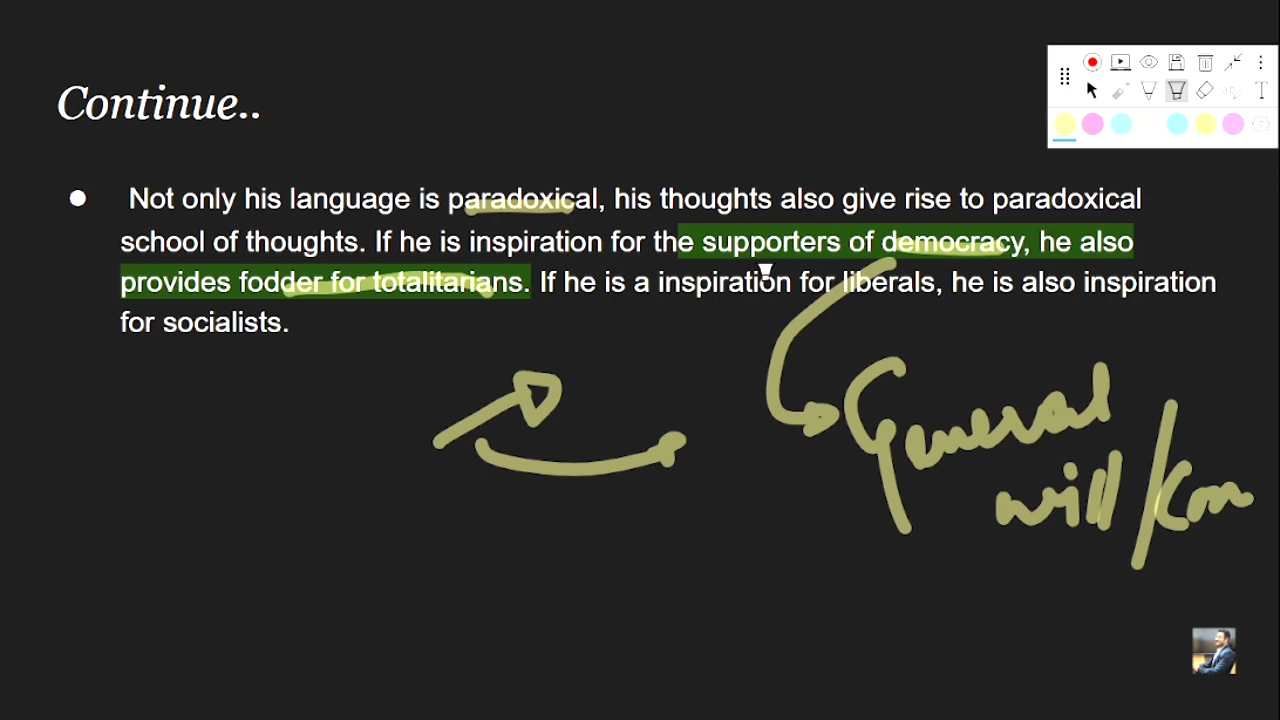 Continue..
● Not only his language is paradoxical, his thoughts also give rise to paradoxical
school of thoughts. If he is inspiration for the supporters of democracy, he also
provides fodder for totalitarians. If he is a inspiration for liberals, he is also inspiration
for socialists.
General
will/Com
T